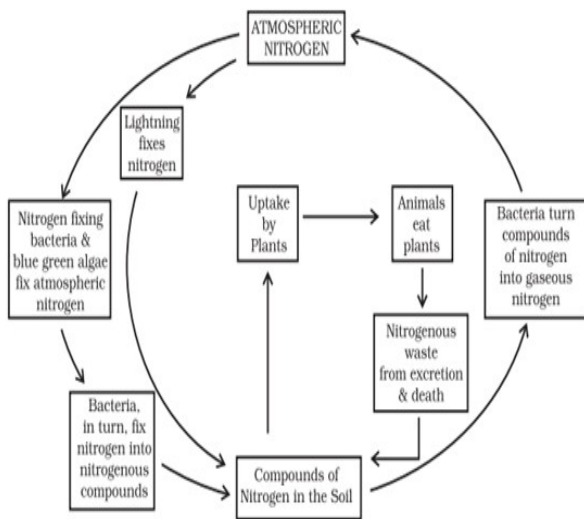 ATMOSPHERIC
NITROGEN
Lightning
fixes
nitrogen
Nitrogen fixing
bacteria &
blue green algae
fix atmospheric
nitrogen
Uptake
by
Plants
Animals
eat
plants
Bacteria turn
compounds
of nitrogen
into gaseous
nitrogen
Nitrogenous
waste
from excretion
& death
Bacteria,
in turn, fix
nitrogen into
nitrogenous
compounds
Compounds of
Nitrogen in the Soil